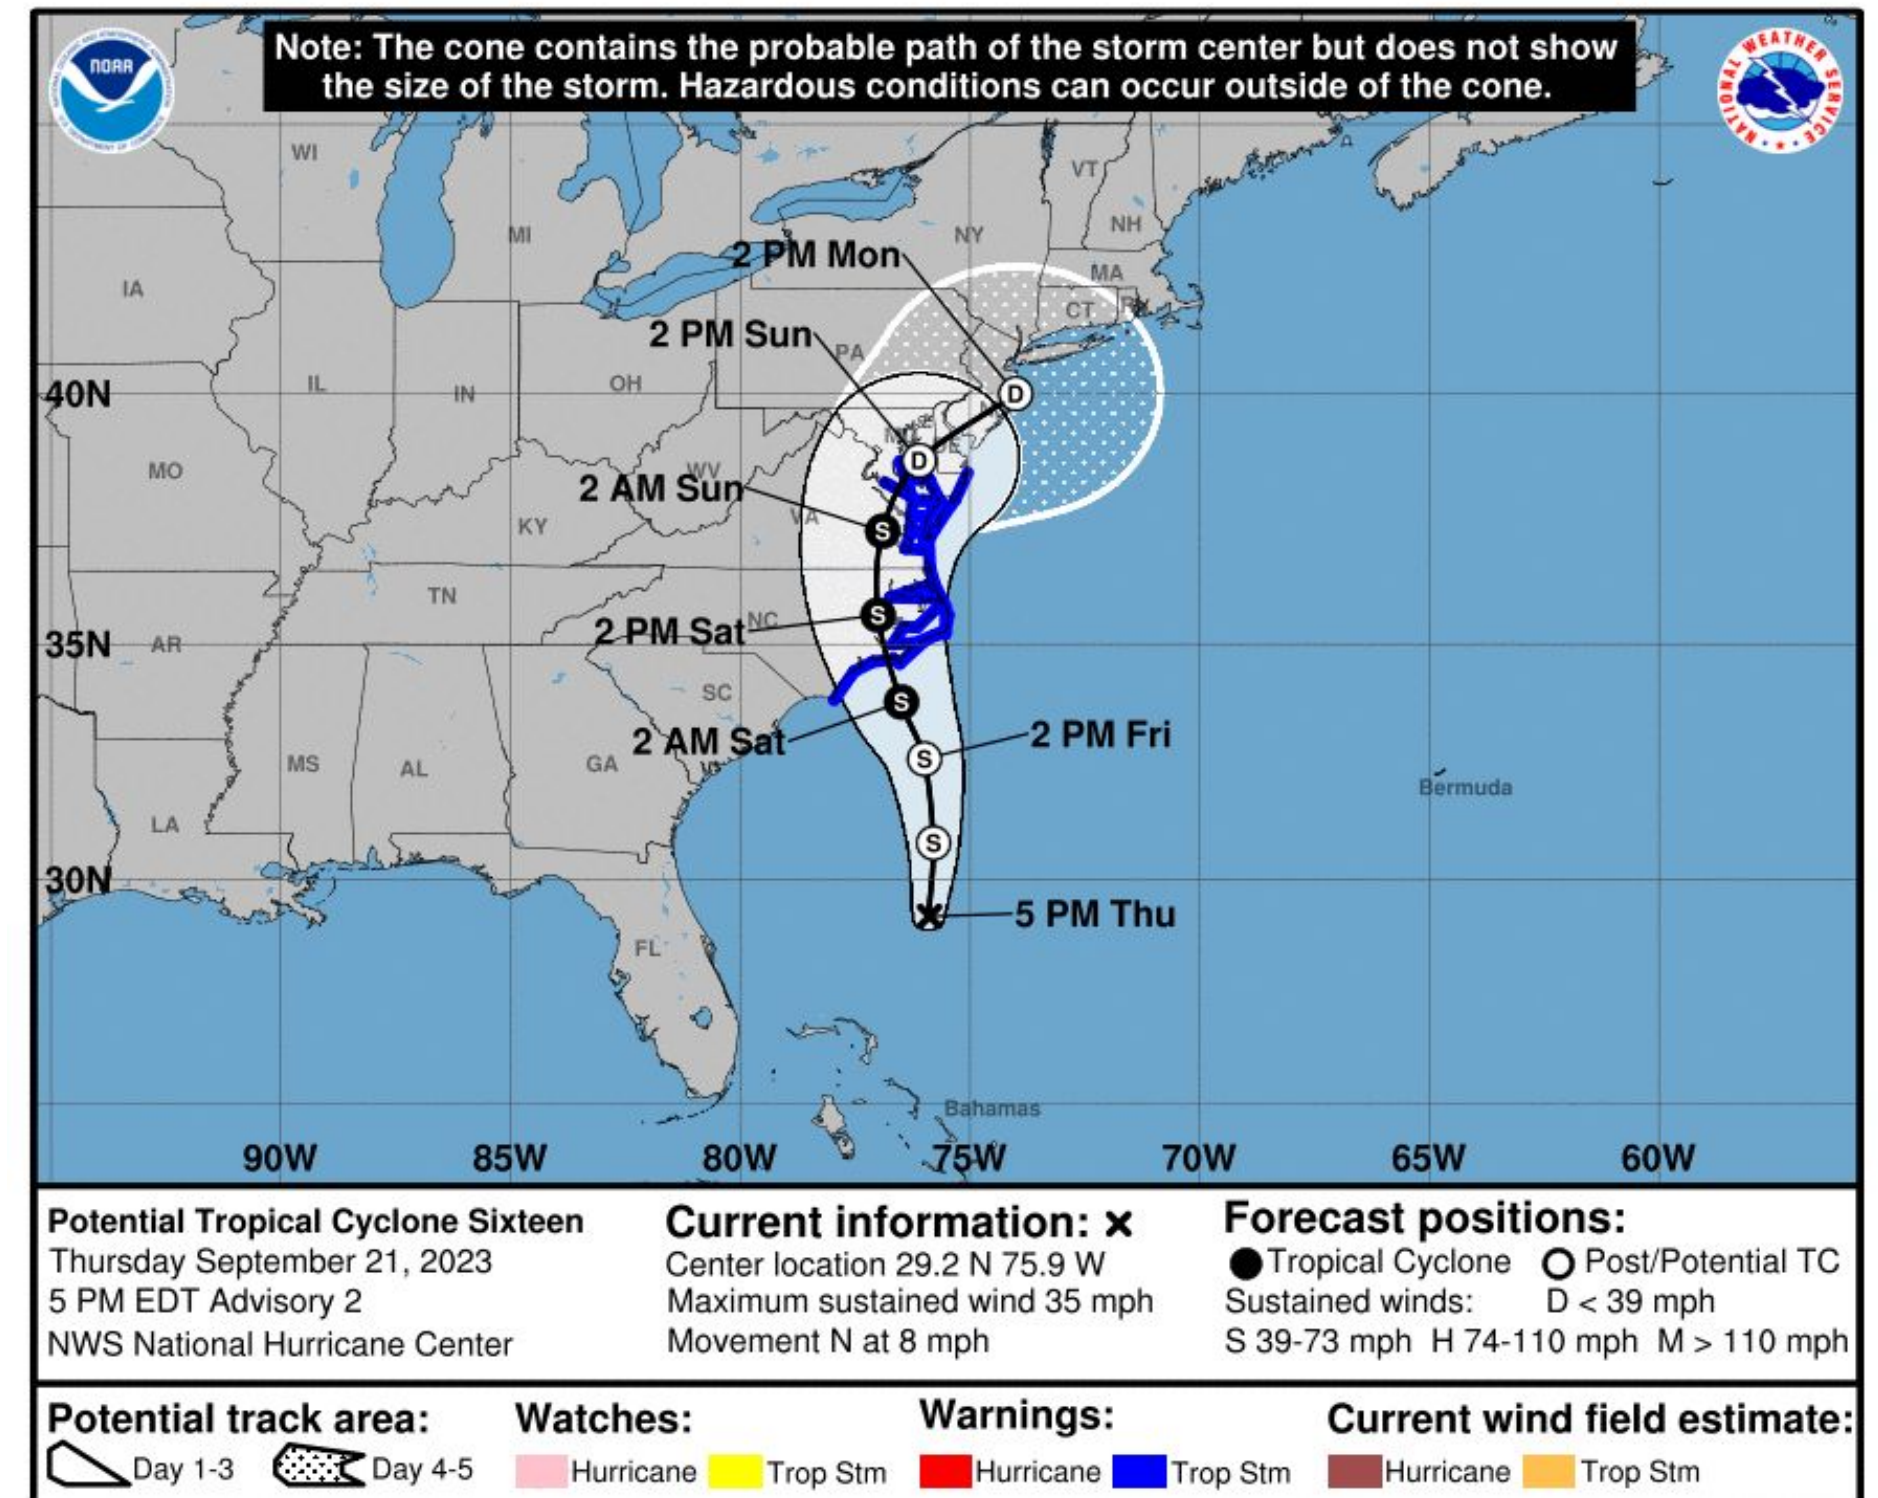 Note: The cone contains the probable path of the storm center but does not show
the size of the storm. Hazardous conditions can occur outside of the cone.
NOAA
NATIONAL WEATHER SERVICE
WI
VT
MI
NY
NH
2 PM Mon
MA
IA
CT
2 PM Sun
PA
40N
IL
IN
OH
D
D
MO
WV
2 AM Sun
VA
KY
S
TN
NC
2 PM Sat
S
35N
AR
SC
S
2 AM Sat
2 PM Fri
MS
AL
GA
S
Bermuda
LA
S
30N
5 PM Thu
FL
Bahamas
90W 85W 80W 75W 70W 65W 60W
Potential Tropical Cyclone Sixteen
Thursday September 21, 2023
5 PM EDT Advisory 2
NWS National Hurricane Center
Current information: x
Center location 29.2 N 75.9 W
Maximum sustained wind 35 mph
Movement N at 8 mph
Forecast positions:
Tropical Cyclone Post/Potential TC
Sustained winds: D < 39 mph
S 39-73 mph H 74-110 mph M > 110 mph
Potential track area:
Day 1-3 Day 4-5
Watches:
Hurricane Trop Stm
Warnings:
Hurricane Trop Stm
Current wind field estimate:
Hurricane Trop Stm